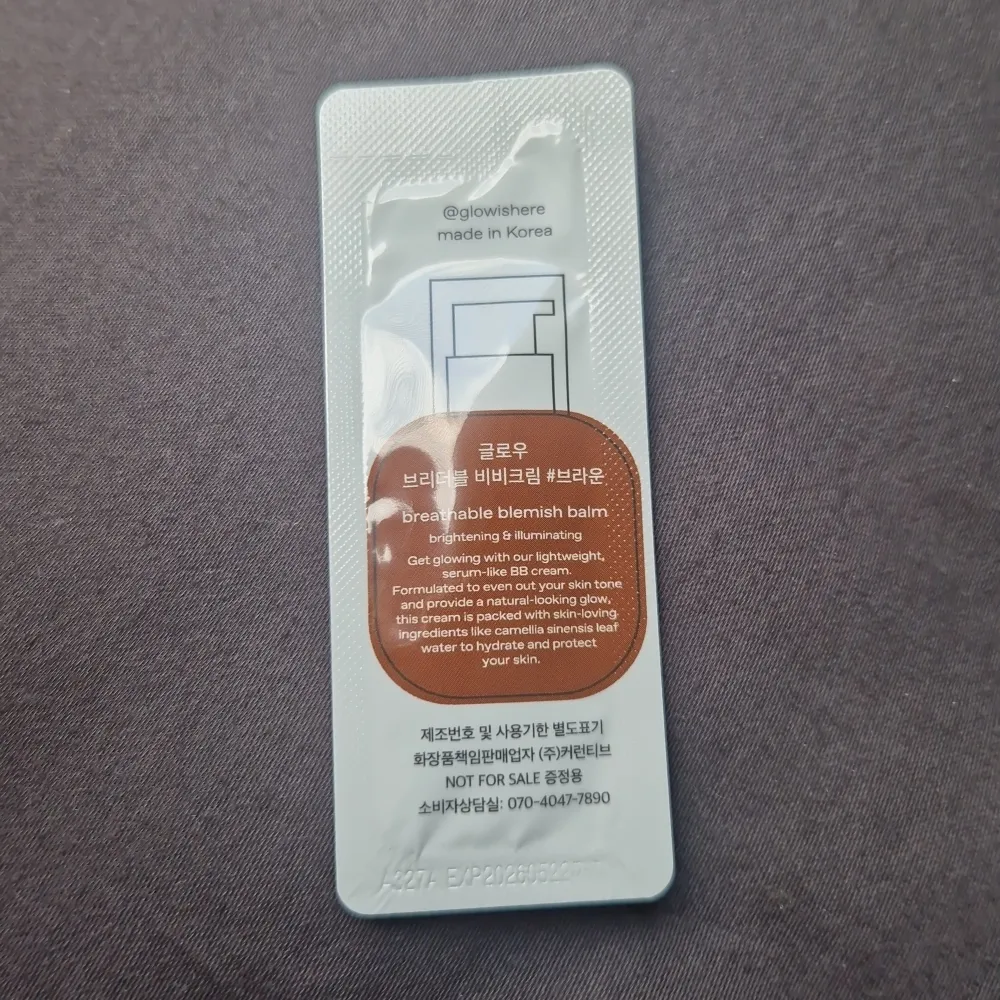 @glowishere
made in Korea
글로우
브리더블 비비크림 #브라운
breathable blemish balm
brightening & illuminating
Get glowing with our lightweight,
serum-like BB cream.
Formulated to even out your skin tone
and provide a natural-looking glow,
this cream is packed with skin-loving
ingredients like camellia sinensis leaf
water to hydrate and protect
your skin.
제조번호 및 사용기한 별도표기
화장품책임판매업자 (주)커런티브
NOT FOR SALE 증정용
소비자상담실: 070-4047-7890